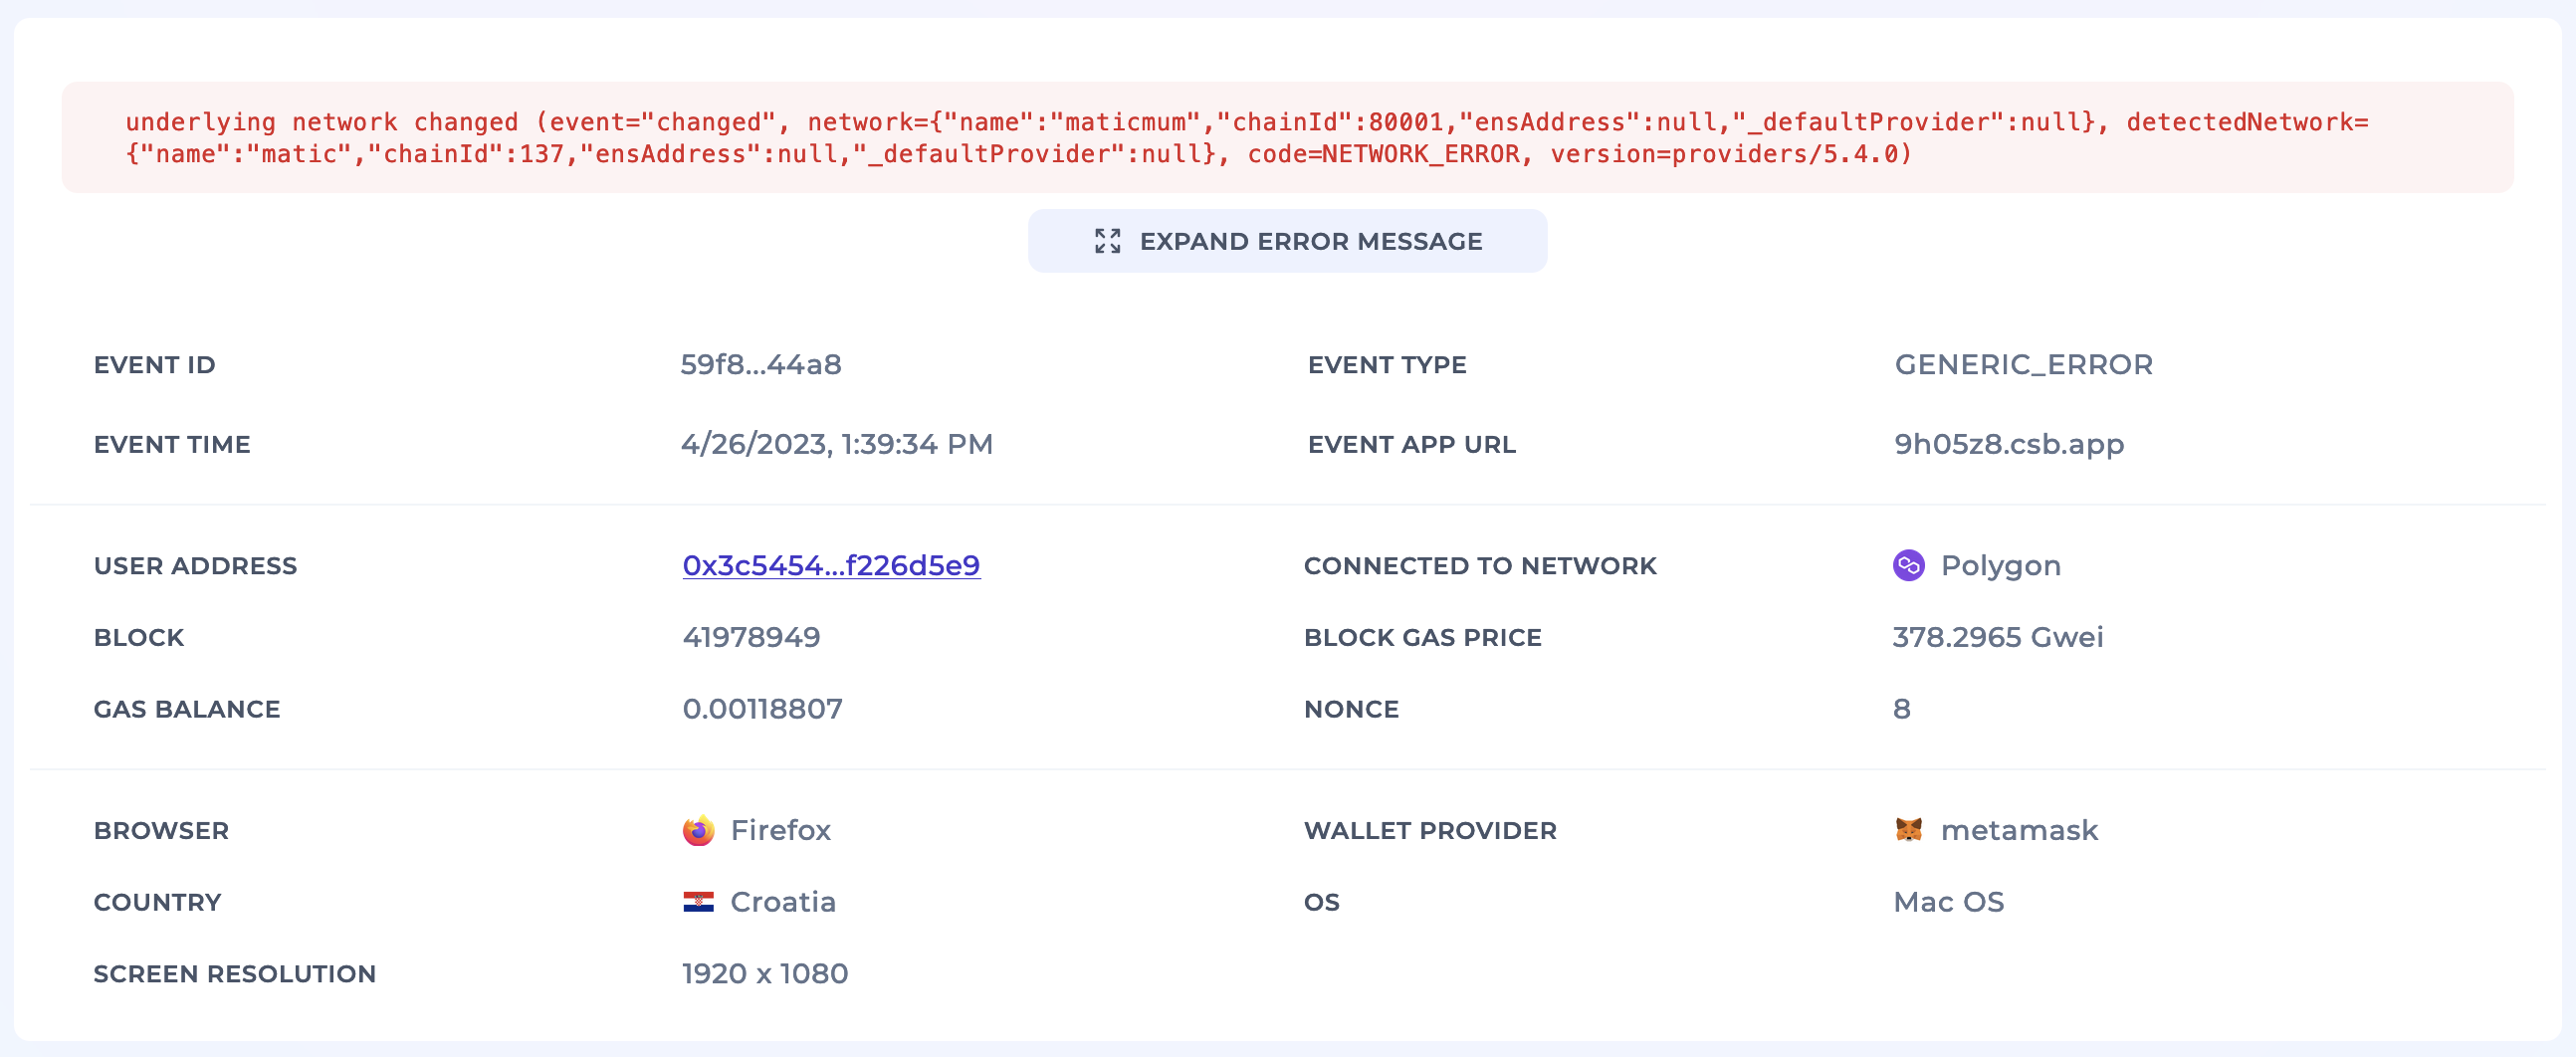 underlying network changed (event="changed", network={"name":"maticmum","chainId":80001,"ensAddress":null,"_defaultProvider":null}, detectedNetwork=
{"name":"matic","chainId":137,"ensAddress":null,"_defaultProvider":null}, code=NETWORK_ERROR, version=providers/5.4.0)
EXPAND ERROR MESSAGE
EVENT ID 59f8...44a8 EVENT TYPE GENERIC_ERROR
EVENT TIME 4/26/2023, 1:39:34 PM EVENT APP URL 9h05z8.csb.app
USER ADDRESS 0x3c5454...f226d5e9 CONNECTED TO NETWORK Polygon
BLOCK 41978949 BLOCK GAS PRICE 378.2965 Gwei
GAS BALANCE 0.00118807 NONCE 8
BROWSER Firefox WALLET PROVIDER metamask
COUNTRY Croatia OS Mac OS
SCREEN RESOLUTION 1920 x 1080